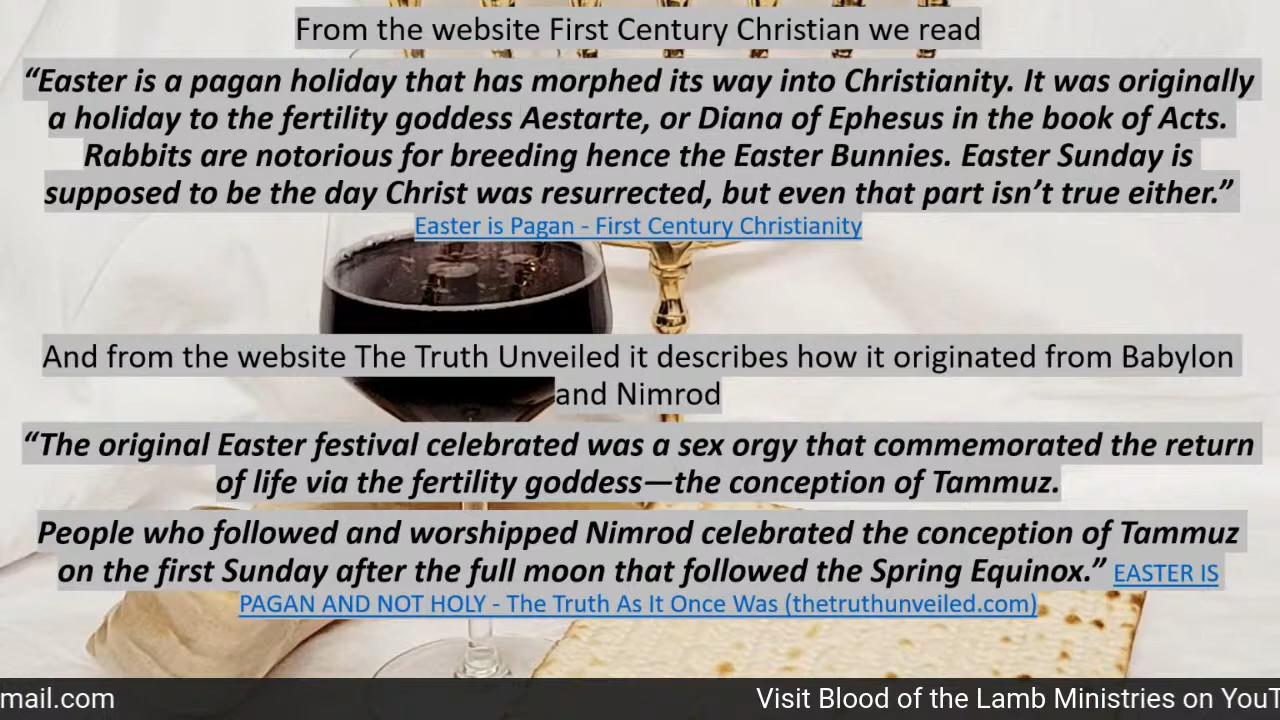 From the website First Century Christian we read
“Easter is a pagan holiday that has morphed its way into Christianity. It was originally
a holiday to the fertility goddess Aestarte, or Diana of Ephesus in the book of Acts.
Rabbits are notorious for breeding hence the Easter Bunnies. Easter Sunday is
supposed to be the day Christ was resurrected, but even that part isn’t true either.”
Easter is Pagan - First Century Christianity
And from the website The Truth Unveiled it describes how it originated from Babylon
and Nimrod
“The original Easter festival celebrated was a sex orgy that commemorated the return
of life via the fertility goddess—the conception of Tammuz.
People who followed and worshipped Nimrod celebrated the conception of Tammuz
on the first Sunday after the full moon that followed the Spring Equinox.” EASTER IS
PAGAN AND NOT HOLY - The Truth As It Once Was (thetruthunveiled.com)
mail.com Visit Blood of the Lamb Ministries on YouT